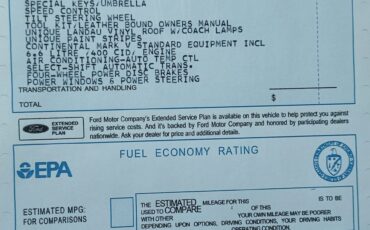 SPECIAL KEYS/UMBRELLA
SPEED CONTROL
TILT STEERING WHEEL
TOOL KIT LEATHER BOUND OWNERS MANUAL
UNIQUE LANDAU VINYL ROOF W/COACH LAMPS
UNIQUE PAINT STRIPES
CONTINENTAL MARK V STANDARD EQUIPMENT INCL
6.6 LITRE /400 CID/ ENGINE
AIR CONDITIONING-AUTO TEMP CTL
SELECT-SHIFT AUTOMATIC TRANS.
FOUR-WHEEL POWER DISC BRAKES
POWER WINDOWS & POWER STEERING
TRANSPORTATION AND HANDLING
TOTAL
$
Ford
EXTENDED
SERVICE
PLAN
Ford Motor Company's Extended Service Plan is available on this vehicle to help protect you against
rising service costs. And it's backed by Ford Motor Company and honored by participating dealers
nationwide. Ask your dealer for price and additional details.
FUEL ECONOMY RATING
EPA
ESTIMATED MPG:
FOR COMPARISONS
THE ESTIMATED MILEAGE FOR THIS IS TO BE
USED TO COMPARE OF THIS
WITH OTHER YOUR OWN MILEAGE MAY BE POORER
DEPENDING UPON OPTIONS, DRIVING CONDITIONS, YOUR DRIVING HABITS
OPERATING CONDITION.